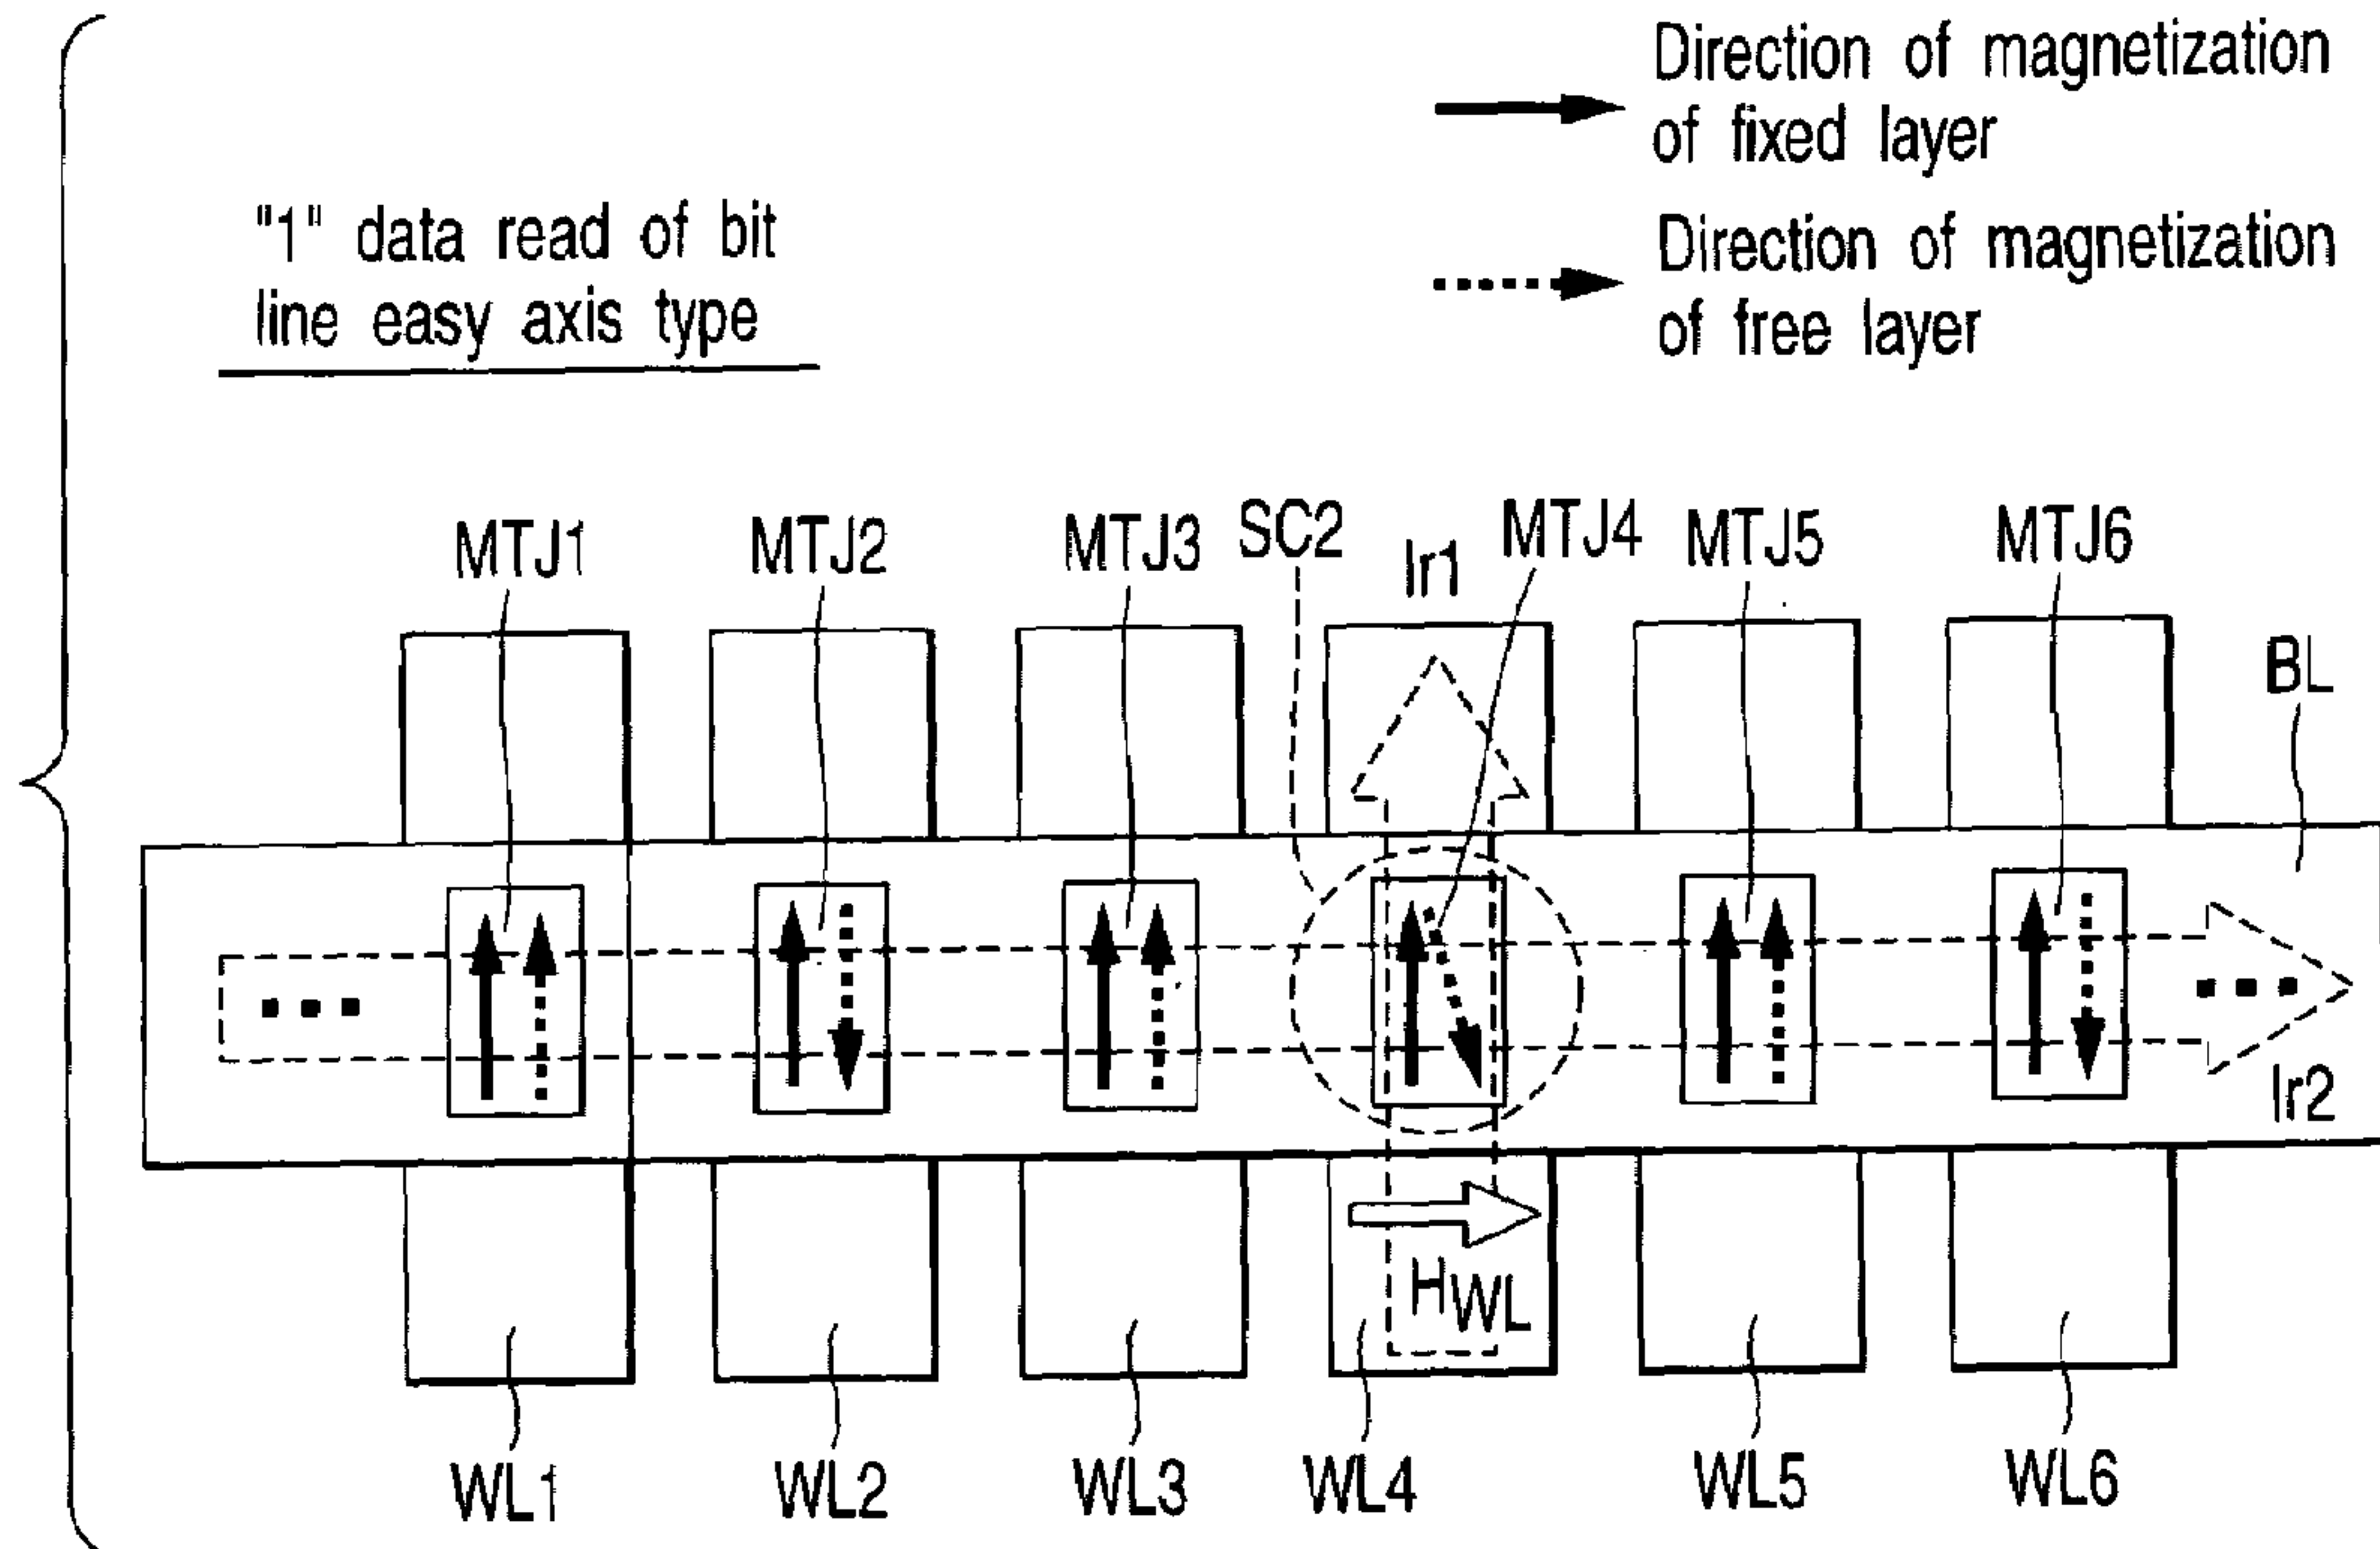 Direction of magnetization
of fixed layer
"1" data read of bit
line easy axis type
Direction of magnetization
of free layer
MTJ1
MTJ2
MTJ3
SC2
Ir1
MTJ4
MTJ5
MTJ6
BL
Ir2
HWL
WL1
WL2
WL3
WL4
WL5
WL6